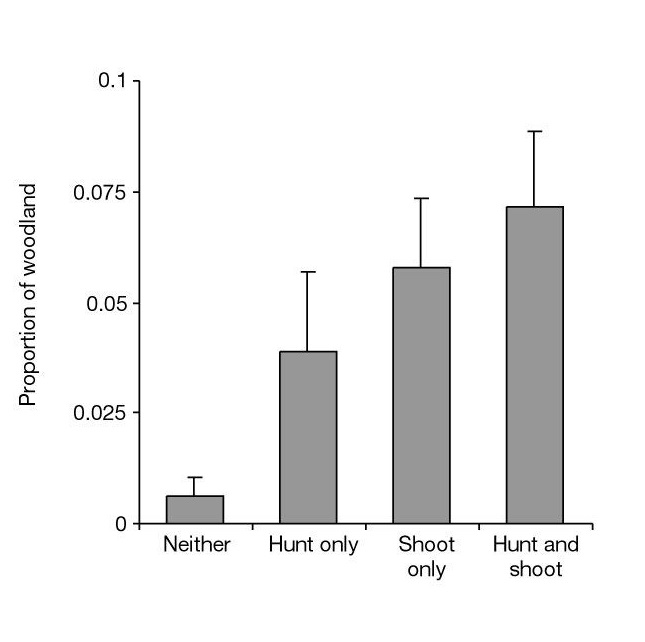 0.1
0.075
0.05
0.025
0
Proportion of woodland
Neither
Hunt only
Shoot
only
Hunt and
shoot